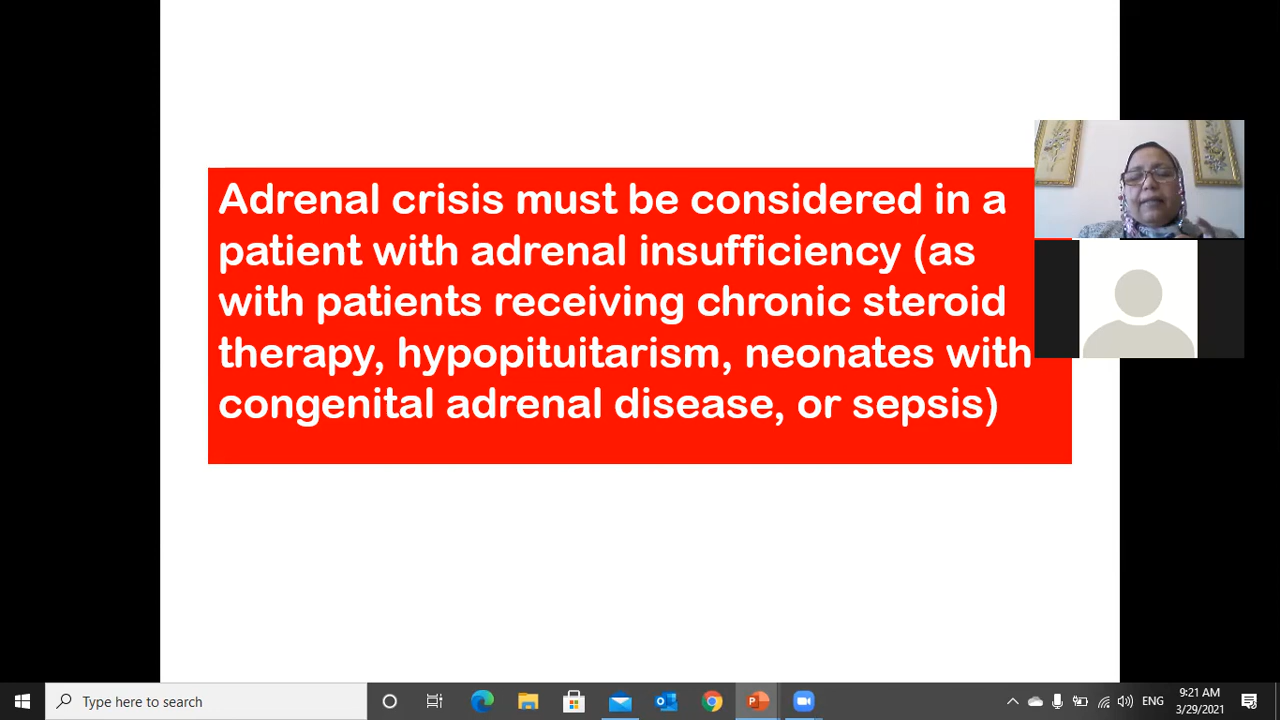 Adrenal crisis must be considered in a
patient with adrenal insufficiency (as
with patients receiving chronic steroid
therapy, hypopituitarism, neonates with
congenital adrenal disease, or sepsis)
Type here to search
ENG
9:21 AM
3/29/2021